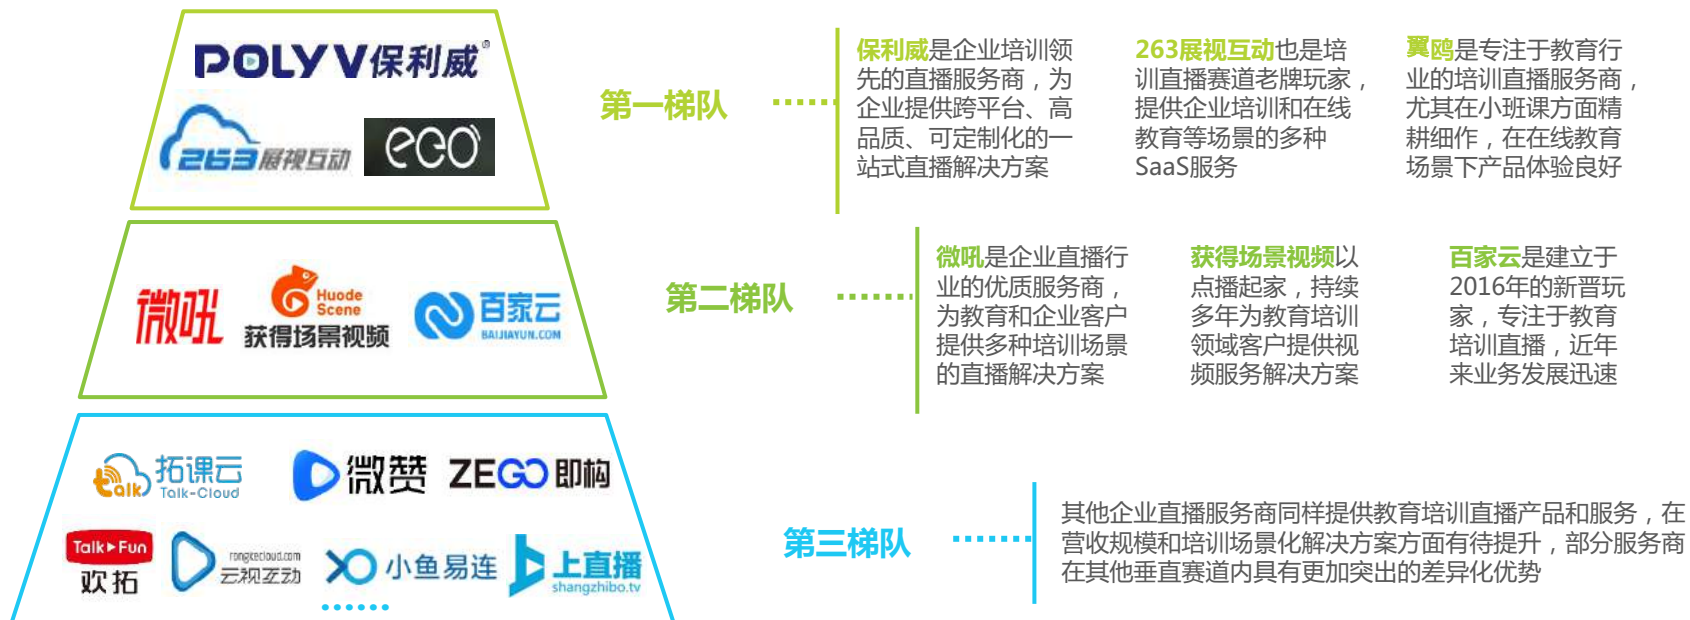 POLYV保利威®
263展视互动
eeo
第一梯队
保利威是企业培训领
先的直播服务商，为
企业提供跨平台、高
品质、可定制化的一
站式直播解决方案
263展视互动也是培
训直播赛道老牌玩家，
提供企业培训和在线
教育等场景的多种
SaaS服务
翼鸥是专注于教育行
业的培训直播服务商，
尤其在小班课方面精
耕细作，在在线教育
场景下产品体验良好
微吼
Huode
Scene
获得场景视频
百家云
BAIJIAYUN.COM
第二梯队
微吼是企业直播行
业的优质服务商，
为教育和企业客户
提供多种培训场景
的直播解决方案
获得场景视频以
点播起家，持续
多年为教育培训
领域客户提供视
频服务解决方案
百家云是建立于
2016年的新晋玩
家，专注于教育
培训直播，近年
来业务发展迅速
talk
拓课云
Talk-Cloud
微赞
ZEGO即构
Talk Fun
欢拓
rongkecloud.com
云视互动
小鱼易连
上直播
shangzhibo.tv
第三梯队
其他企业直播服务商同样提供教育培训直播产品和服务，在
营收规模和培训场景化解决方案方面有待提升，部分服务商
在其他垂直赛道内具有更加突出的差异化优势